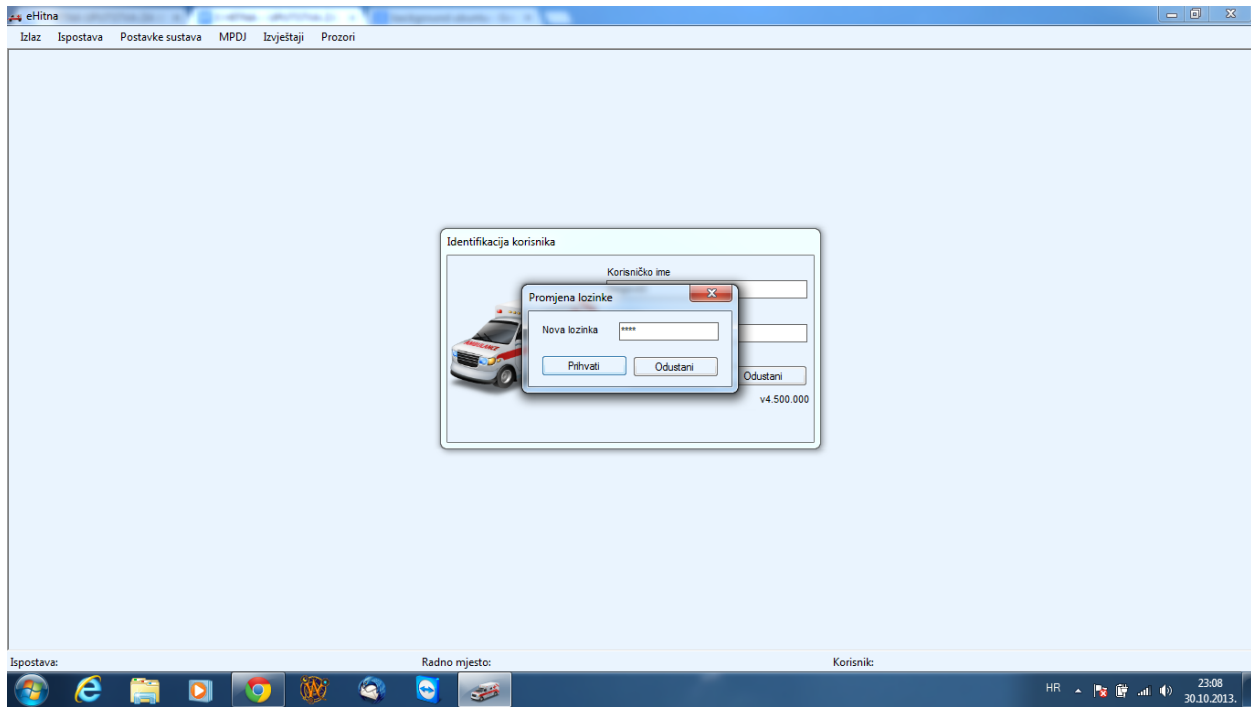 eHitna
Izlaz Ispostava Postavke sustava MPDJ Izvještaji Prozori
Identifikacija korisnika
Korisničko ime
Promjena lozinke
Nova lozinka ****
Prihvati Odustani
Odustani
v4.500.000
AMBULANCE
Ispostava: Radno mjesto: Korisnik:
HR 23:08
30.10.2013.